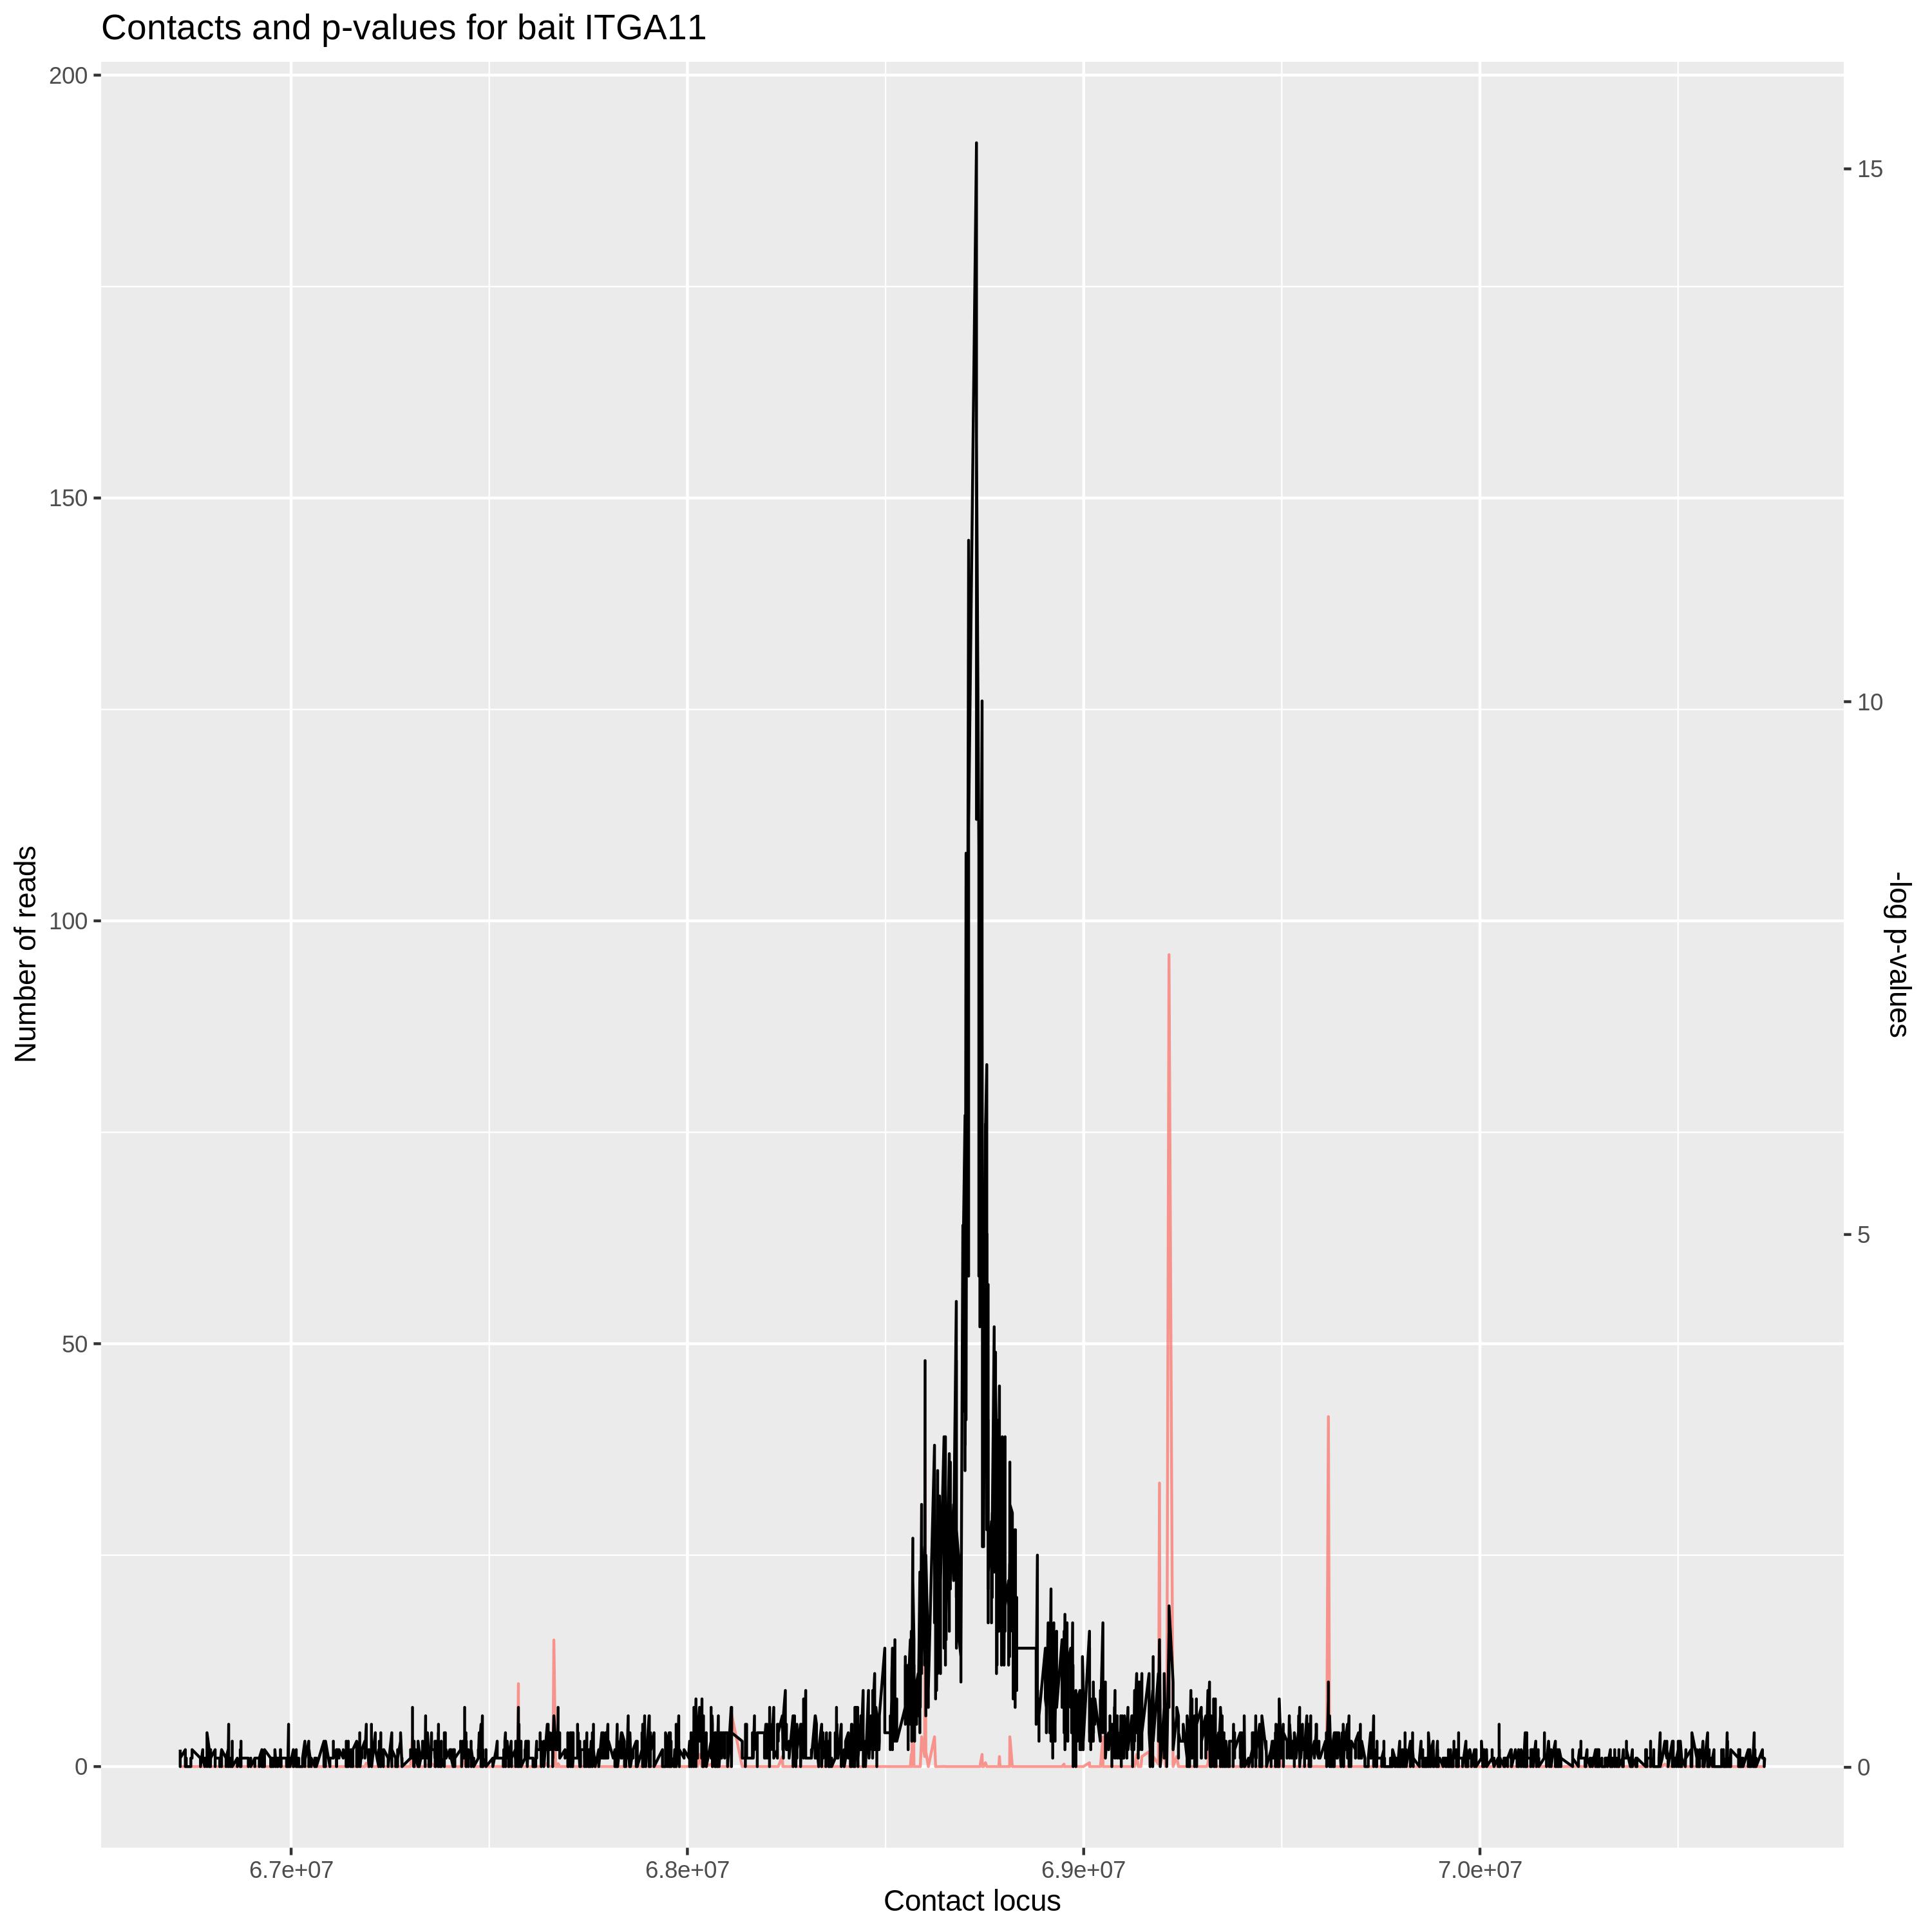 Contacts and p-values for bait ITGA11
200
150
100
50
0
15
10
5
0
Number of reads
-log p-values
6.7e+07
6.8e+07
6.9e+07
7.0e+07
Contact locus